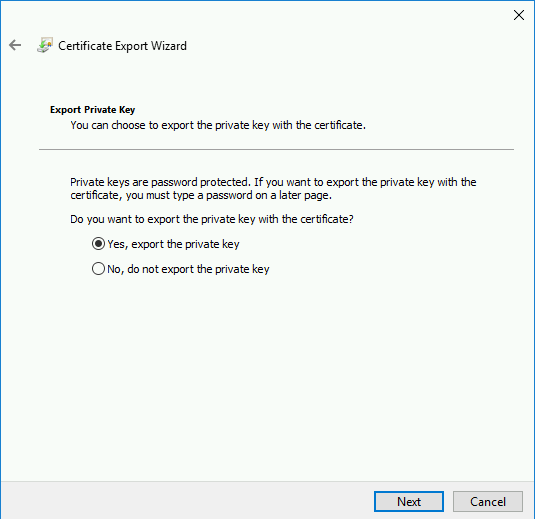 Certificate Export Wizard
Export Private Key
You can choose to export the private key with the certificate.
Private keys are password protected. If you want to export the private key with the
certificate, you must type a password on a later page.
Do you want to export the private key with the certificate?
Yes, export the private key
No, do not export the private key
Next
Cancel